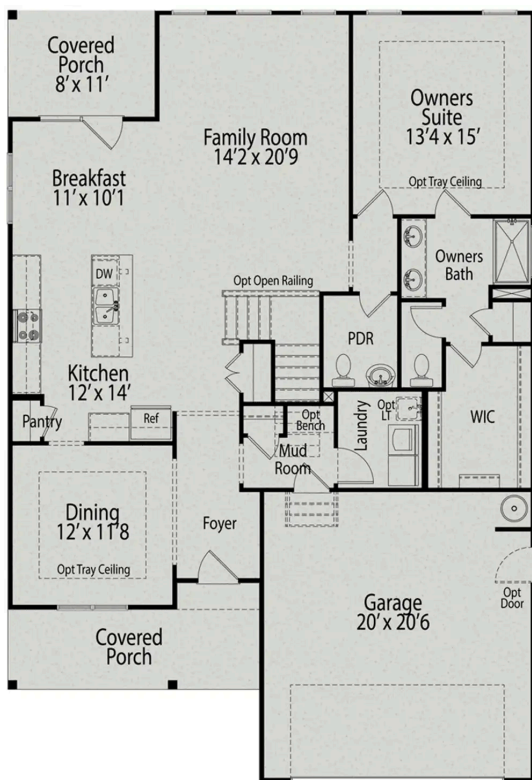 Covered
Porch
8' x 11'
Family Room
14'2 x 20'9
Owners
Suite
13'4 x 15'
Opt Tray Ceiling
Breakfast
11' x 10'1
Owners
Bath
DW
Opt Open Railing
PDR
Kitchen
12' x 14'
Pantry
Ref
Opt
Bench
Mud
Room
Laundry
Opt
LT
WIC
Dining
12' x 11'8
Opt Tray Ceiling
Foyer
Garage
20' x 20'6
Opt
Door
Covered
Porch